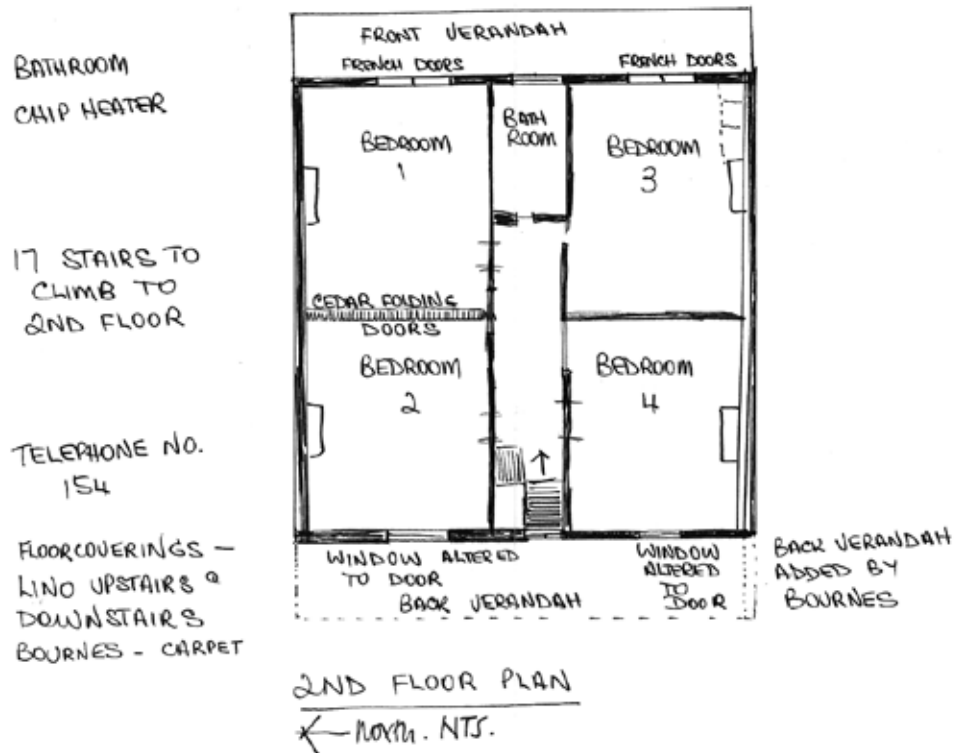 FRONT VERANDAH
FRENCH DOORS
FRENCH DOORS
BATHROOM
CHIP HEATER
BEDROOM
1
BATH
ROOM
BEDROOM
3
17 STAIRS TO
CLIMB TO
2ND FLOOR
CEDAR FOLDING
DOORS
BEDROOM
2
BEDROOM
4
TELEPHONE NO.
154
FLOORCOVERINGS -
LINO UPSTAIRS &
DOWNSTAIRS
BOURNES - CARPET
WINDOW ALTERED
TO DOOR
WINDOW
ALTERED
TO
DOOR
BACK VERANDAH
BACK VERANDAH
ADDED BY
BOURNES
2ND FLOOR PLAN
North. NTS.